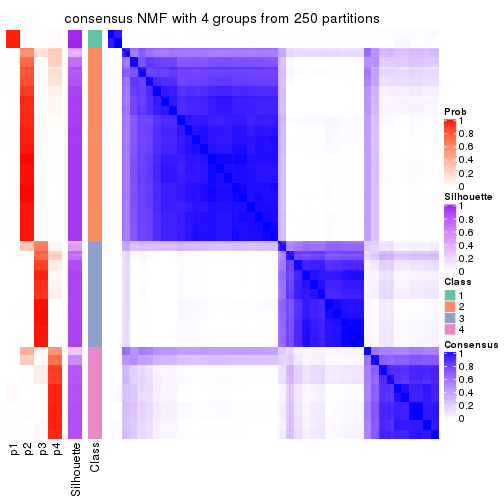 consensus NMF with 4 groups from 250 partitions
Prob
1
0.8
0.6
0.4
0.2
0
Silhouette
1
0.8
0.6
0.4
0.2
0
Class
1
2
3
4
Consensus
1
0.8
0.6
0.4
0.2
0
p1
p2
p3
p4
Silhouette
Class